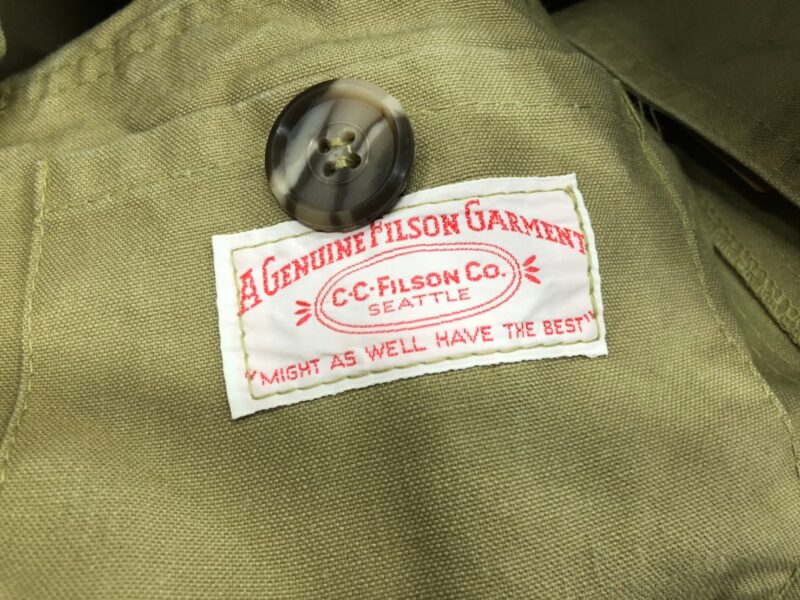 A GENUINE FILSON GARMENT
C·C·FILSON CO.
SEATTLE
"MIGHT AS WELL HAVE THE BEST"